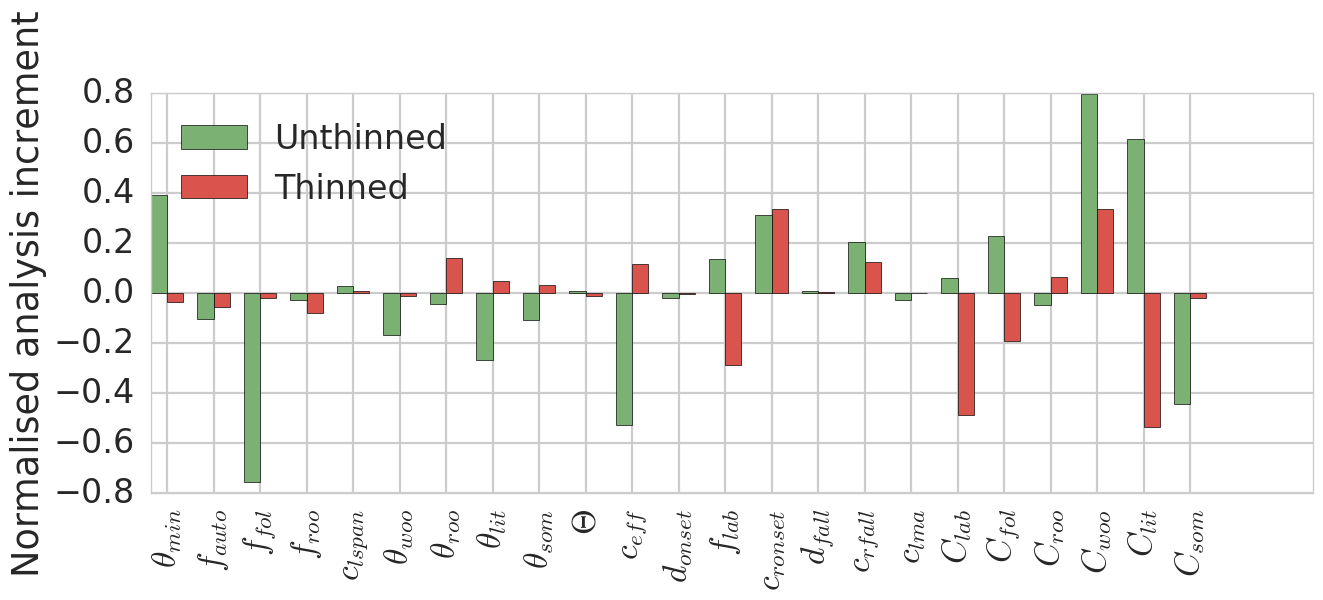 Normalised analysis increment
0.8
0.6
0.4
0.2
0.0
−0.2
−0.4
−0.6
−0.8
Unthinned
Thinned
θmin
fauto
ffol
froo
clspan
θwoo
θroo
θlit
θsom
Θ
ceff
donset
flab
cronset
dfall
crfall
clma
Clab
Cfol
Croo
Cwoo
Clit
Csom